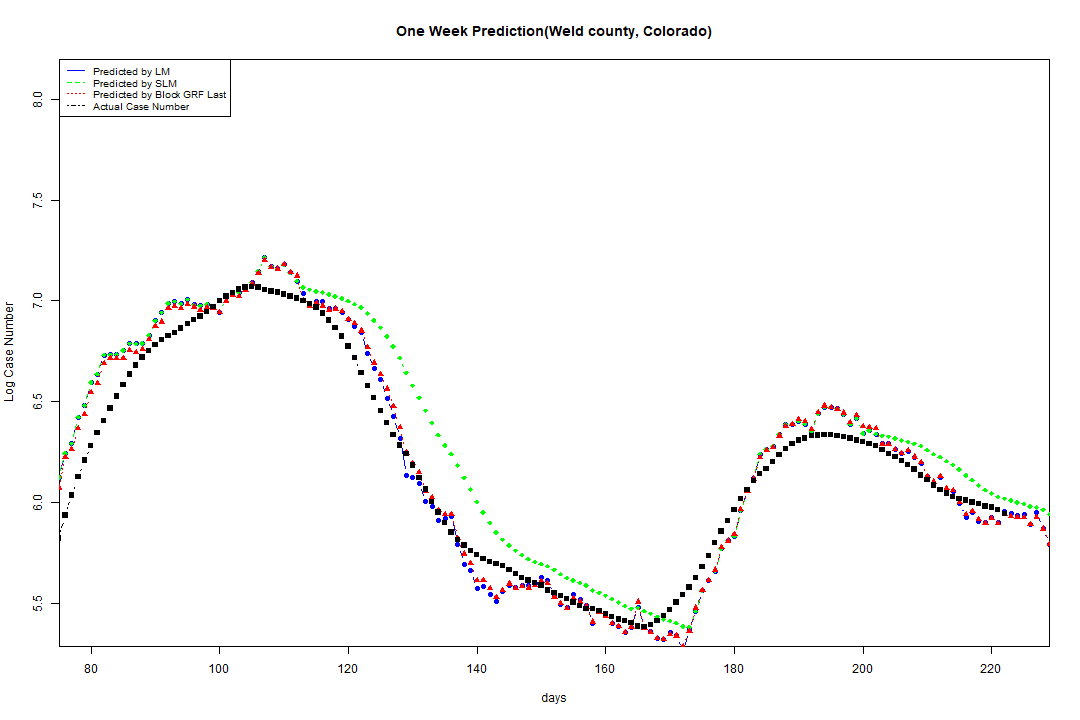 One Week Prediction(Weld county, Colorado)
Predicted by LM
Predicted by SLM
Predicted by Block GRF Last
Actual Case Number
8.0
7.5
7.0
6.5
6.0
5.5
Log Case Number
80 100 120 140 160 180 200 220
days